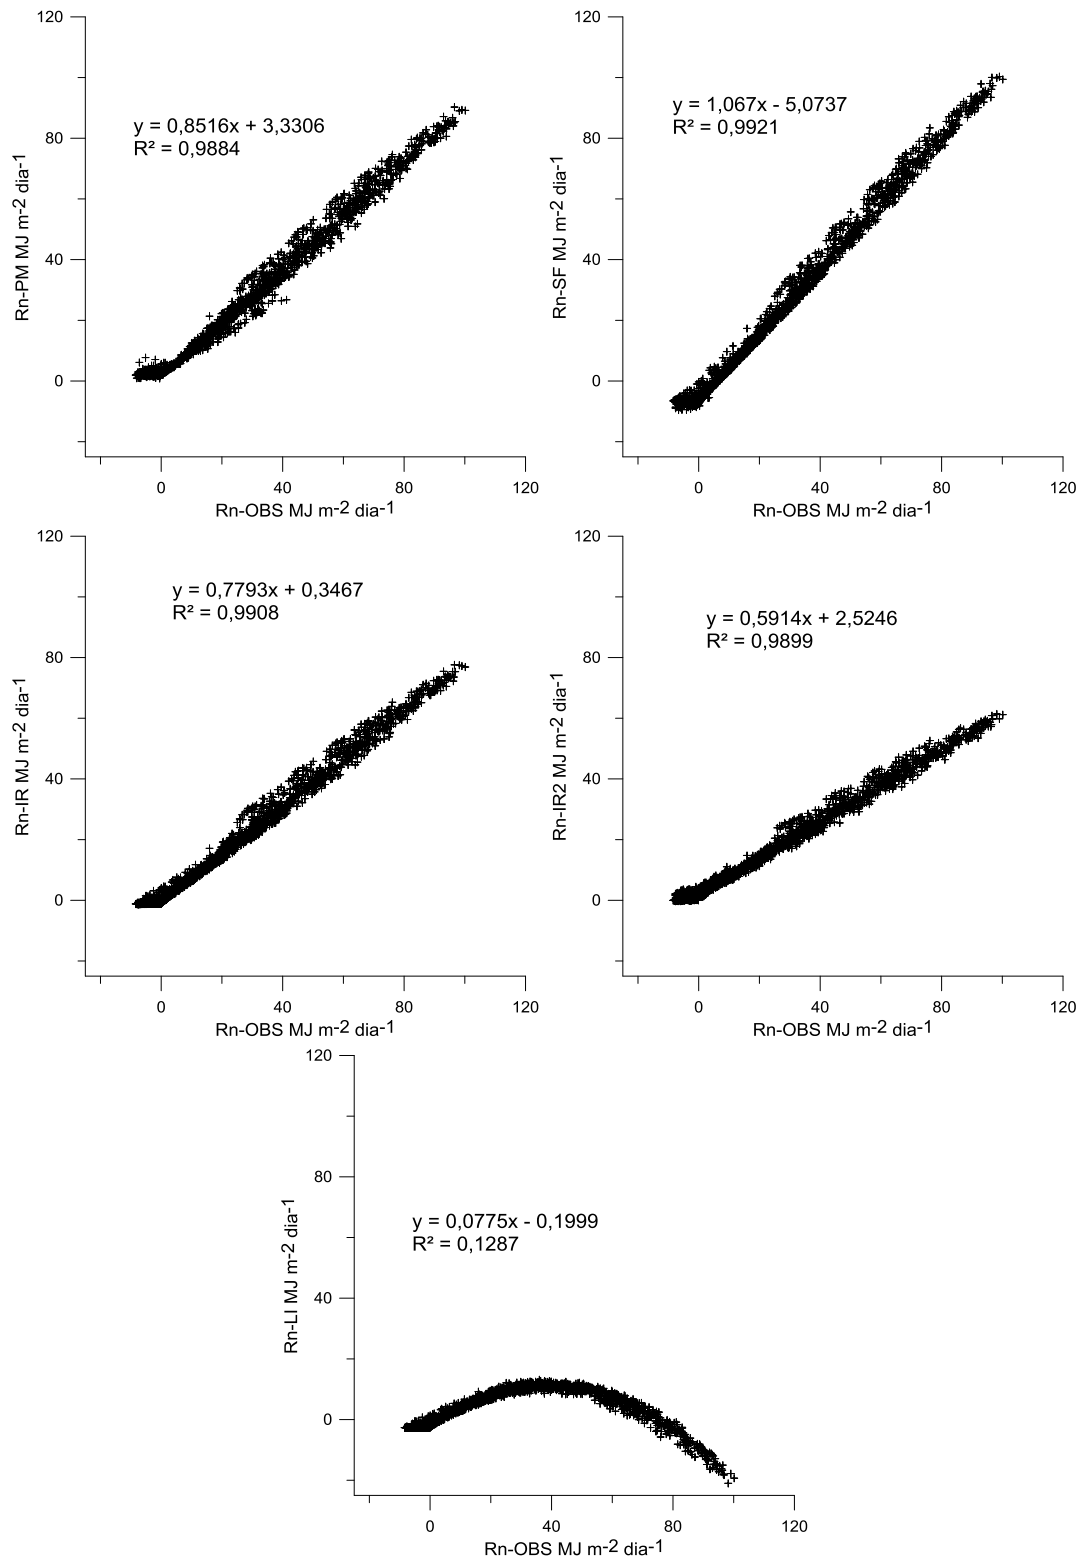 120
80
40
0
Rn-PM MJ m-2 dia-1
y = 0,8516x + 3,3306
R² = 0,9884
0 40 80 120
Rn-OBS MJ m-2 dia-1
120
80
40
0
Rn-SF MJ m-2 dia-1
y = 1,067x - 5,0737
R² = 0,9921
0 40 80 120
Rn-OBS MJ m-2 dia-1
120
80
40
0
Rn-IR MJ m-2 dia-1
y = 0,7793x + 0,3467
R² = 0,9908
0 40 80 120
Rn-OBS MJ m-2 dia-1
120
80
40
0
Rn-IR2 MJ m-2 dia-1
y = 0,5914x + 2,5246
R² = 0,9899
0 40 80 120
Rn-OBS MJ m-2 dia-1
120
80
40
0
Rn-LI MJ m-2 dia-1
y = 0,0775x - 0,1999
R² = 0,1287
0 40 80 120
Rn-OBS MJ m-2 dia-1